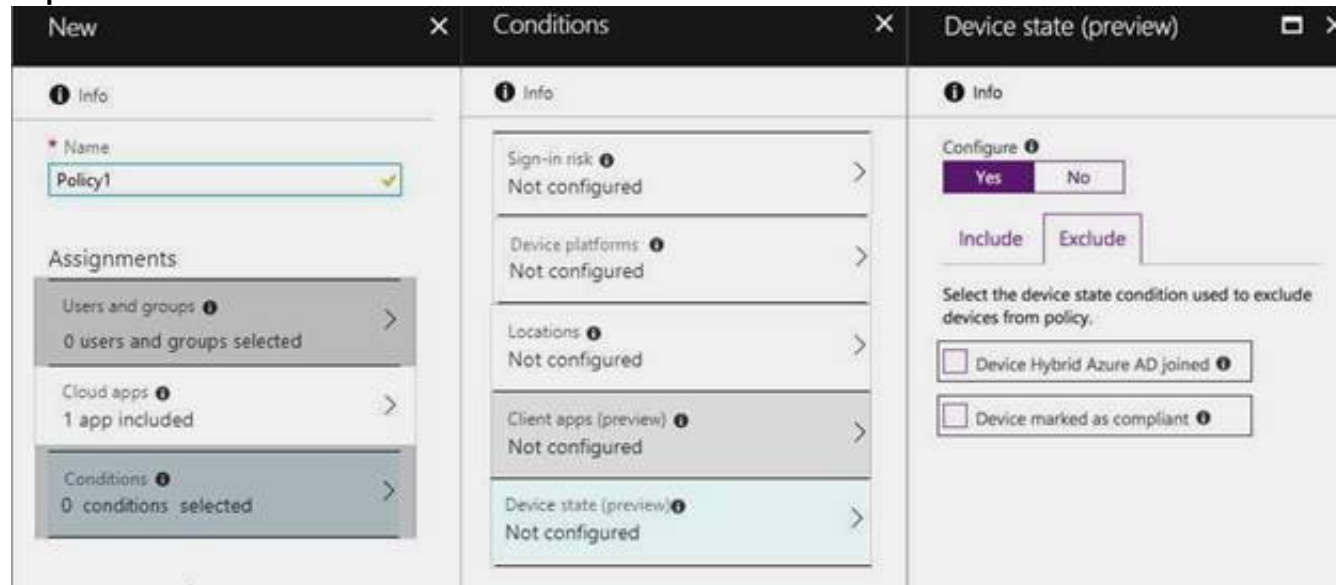 New
Info
* Name
Policy1
Assignments
Users and groups
0 users and groups selected
Cloud apps
1 app included
Conditions
0 conditions selected
Conditions
Info
Sign-in risk
Not configured
Device platforms
Not configured
Locations
Not configured
Client apps (preview)
Not configured
Device state (preview)
Not configured
Device state (preview)
Info
Configure
Yes No
Include Exclude
Select the device state condition used to exclude
devices from policy.
Device Hybrid Azure AD joined
Device marked as compliant